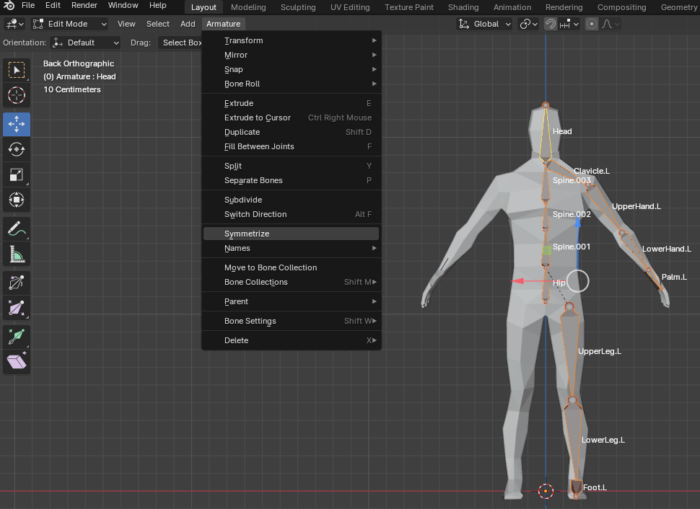 File Edit Render Window Help Layout Modeling Sculpting UV Editing Texture Paint Shading Animation Rendering Compositing Geometry
Edit Mode View Select Add Armature Global
Orientation: Default Drag: Select Box
Back Orthographic
(0) Armature : Head
10 Centimeters
Transform
Mirror
Snap
Bone Roll
Extrude E
Extrude to Cursor Ctrl Right Mouse
Duplicate Shift D
Fill Between Joints F
Split Y
Separate Bones P
Subdivide
Switch Direction Alt F
Symmetrize
Names
Move to Bone Collection
Bone Collections Shift M
Parent
Bone Settings Shift W
Delete X
Head
Clavicle.L
Spine.003
UpperHand.L
Spine.002
Spine.001
LowerHand.L
Palm.L
Hip
UpperLeg.L
LowerLeg.L
Foot.L